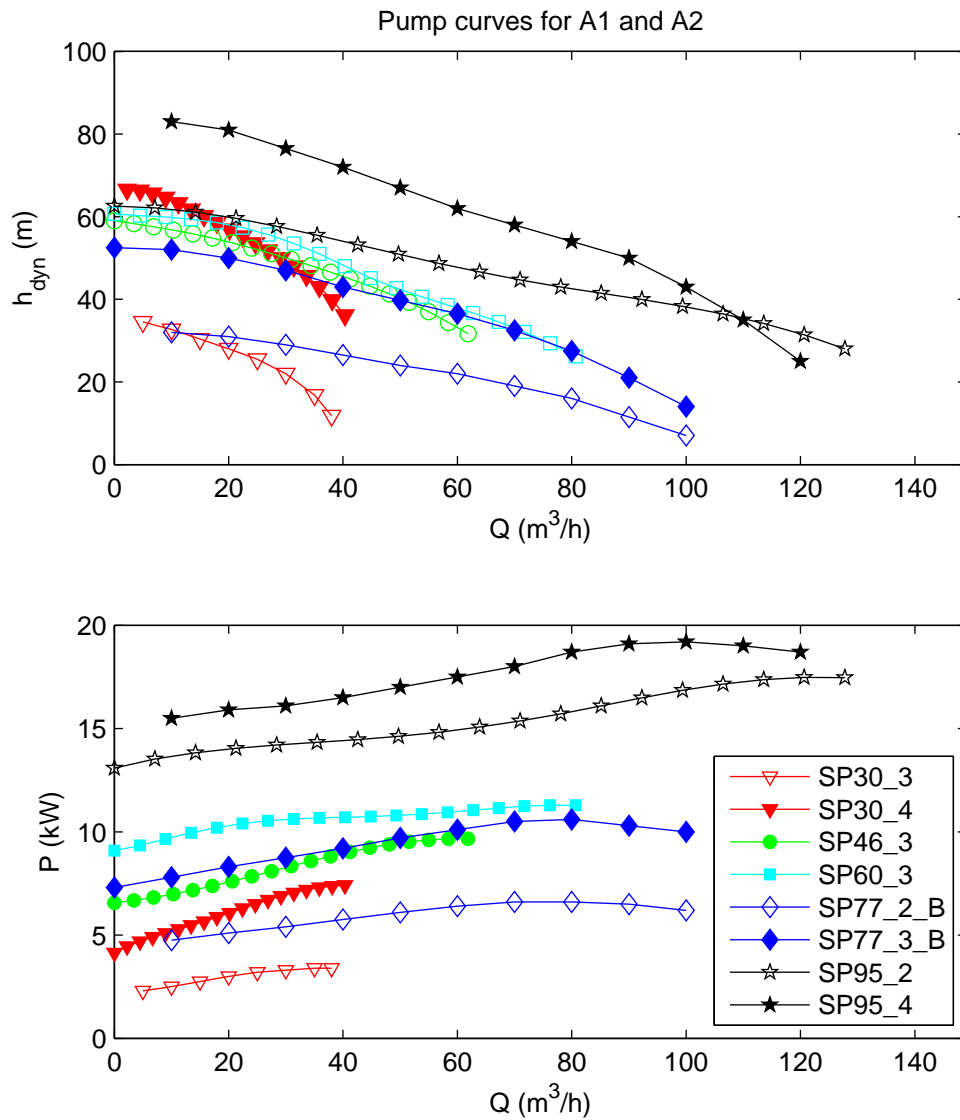 Pump curves for A1 and A2
100
80
60
40
20
0
h_dyn (m)
0 20 40 60 80 100 120 140
Q (m³/h)
20
15
10
5
0
P (kW)
SP30_3
SP30_4
SP46_3
SP60_3
SP77_2_B
SP77_3_B
SP95_2
SP95_4
0 20 40 60 80 100 120 140
Q (m³/h)